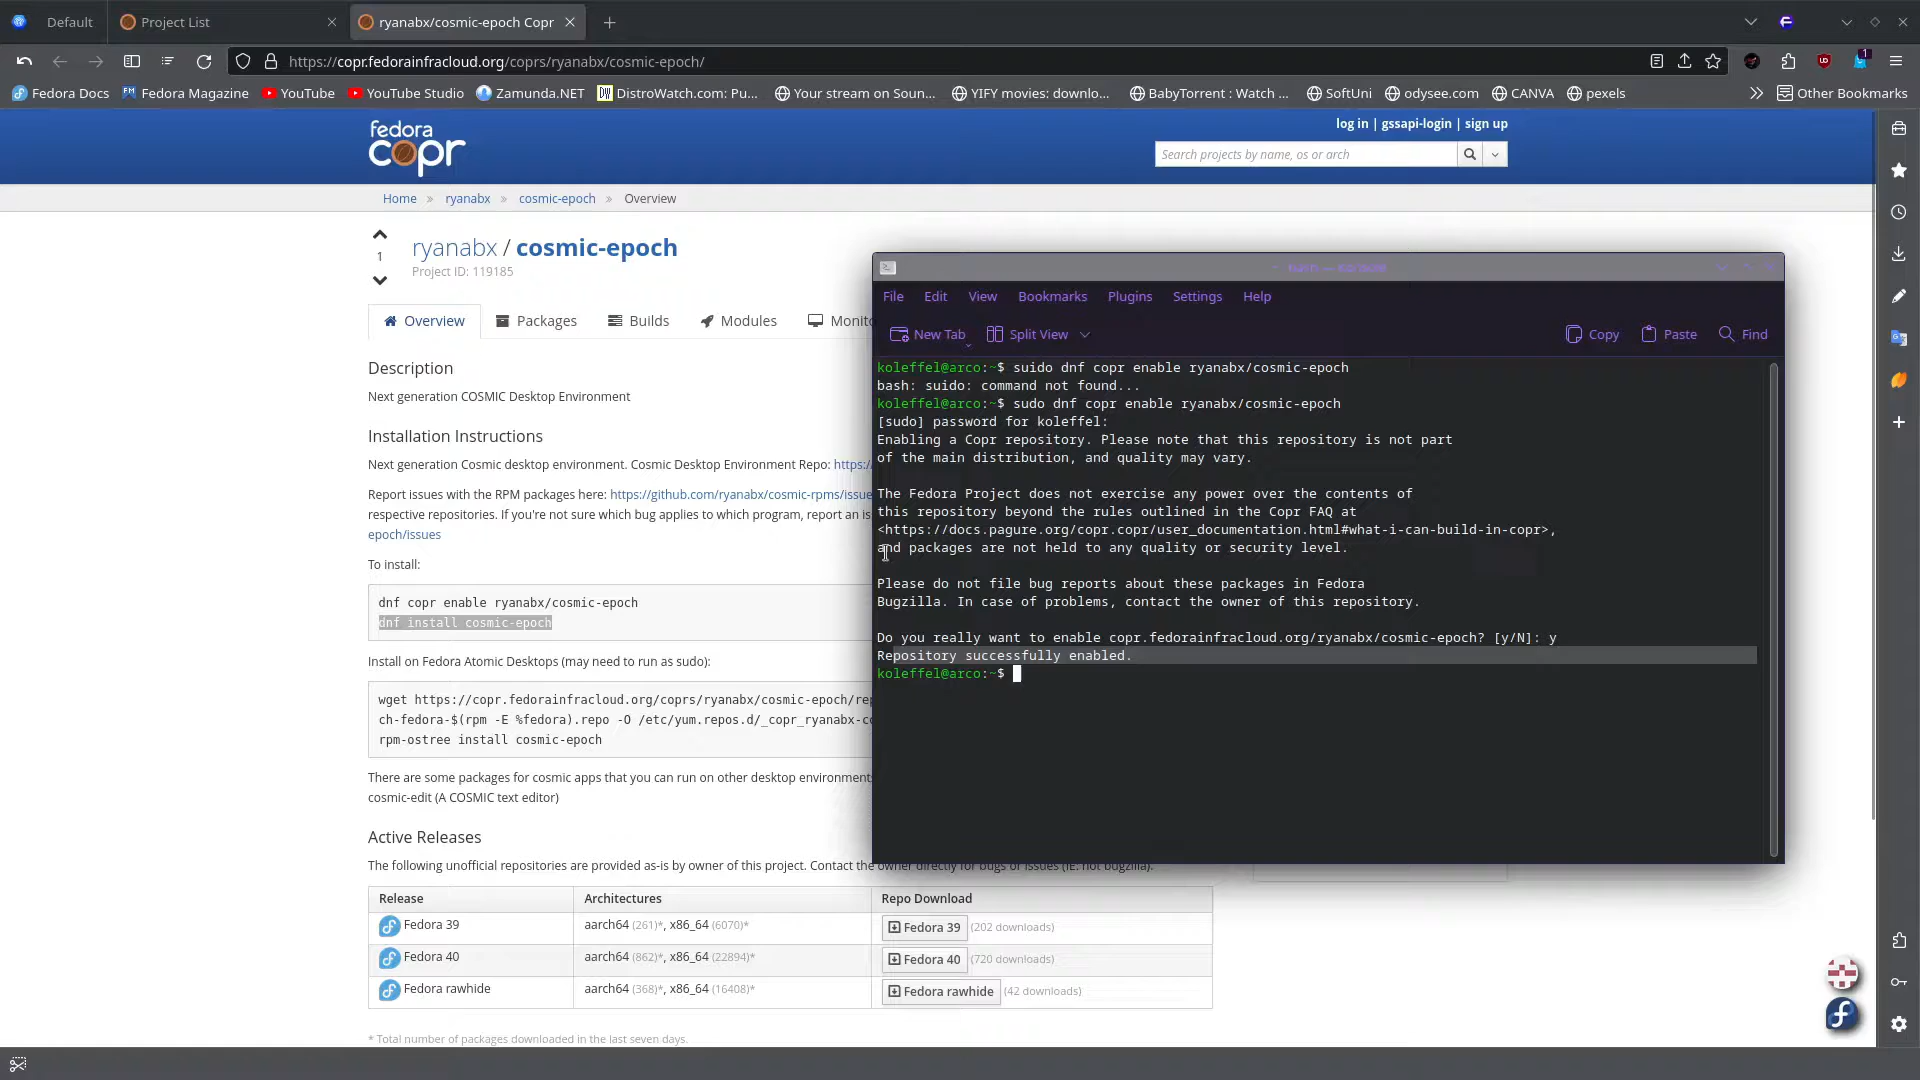 Default
Project List
ryanabx/cosmic-epoch Copr
https://copr.fedorainfracloud.org/coprs/ryanabx/cosmic-epoch/
1
Fedora Docs
Fedora Magazine
YouTube
YouTube Studio
Zamunda.NET
DistroWatch.com: Pu...
Your stream on Soun...
YIFY movies: downlo...
BabyTorrent : Watch ...
SoftUni
odysee.com
CANVA
pexels
Other Bookmarks
fedora
copr
log in | gssapi-login | sign up
Search projects by name, os or arch
Home » ryanabx » cosmic-epoch » Overview
1
ryanabx / cosmic-epoch
Project ID: 119185
Overview
Packages
Builds
Modules
Monito
Description
Next generation COSMIC Desktop Environment
Installation Instructions
Next generation Cosmic desktop environment. Cosmic Desktop Environment Repo: https:/
Report issues with the RPM packages here: https://github.com/ryanabx/cosmic-rpms/issue
respective repositories. If you're not sure which bug applies to which program, report an is
epoch/issues
To install:
dnf copr enable ryanabx/cosmic-epoch
dnf install cosmic-epoch
Install on Fedora Atomic Desktops (may need to run as sudo):
wget https://copr.fedorainfracloud.org/coprs/ryanabx/cosmic-epoch/rep
ch-fedora-$(rpm -E %fedora).repo -O /etc/yum.repos.d/_copr_ryanabx-co
rpm-ostree install cosmic-epoch
There are some packages for cosmic apps that you can run on other desktop environments
cosmic-edit (A COSMIC text editor)
Active Releases
The following unofficial repositories are provided as-is by owner of this project. Contact the owner directly for bugs or issues (IE: not bugzilla).
Release Architectures Repo Download
Fedora 39 aarch64 (261)*, x86_64 (6070)* Fedora 39 (202 downloads)
Fedora 40 aarch64 (862)*, x86_64 (22894)* Fedora 40 (720 downloads)
Fedora rawhide aarch64 (368)*, x86_64 (16408)* Fedora rawhide (42 downloads)
* Total number of packages downloaded in the last seven days.
File Edit View Bookmarks Plugins Settings Help
New Tab Split View Copy Paste Find
koleffel@arco:~$ suido dnf copr enable ryanabx/cosmic-epoch
bash: suido: command not found...
koleffel@arco:~$ sudo dnf copr enable ryanabx/cosmic-epoch
[sudo] password for koleffel:
Enabling a Copr repository. Please note that this repository is not part
of the main distribution, and quality may vary.
The Fedora Project does not exercise any power over the contents of
this repository beyond the rules outlined in the Copr FAQ at
<https://docs.pagure.org/copr.copr/user_documentation.html#what-i-can-build-in-copr>,
and packages are not held to any quality or security level.
Please do not file bug reports about these packages in Fedora
Bugzilla. In case of problems, contact the owner of this repository.
Do you really want to enable copr.fedorainfracloud.org/ryanabx/cosmic-epoch? [y/N]: y
Repository successfully enabled.
koleffel@arco:~$